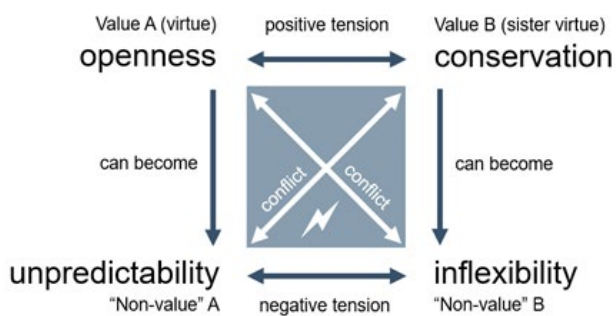 Value A (virtue)
positive tension
Value B (sister virtue)
openness
conservation
can become
conflict
conflict
can become
unpredictability
inflexibility
"Non-value" A
negative tension
"Non-value" B